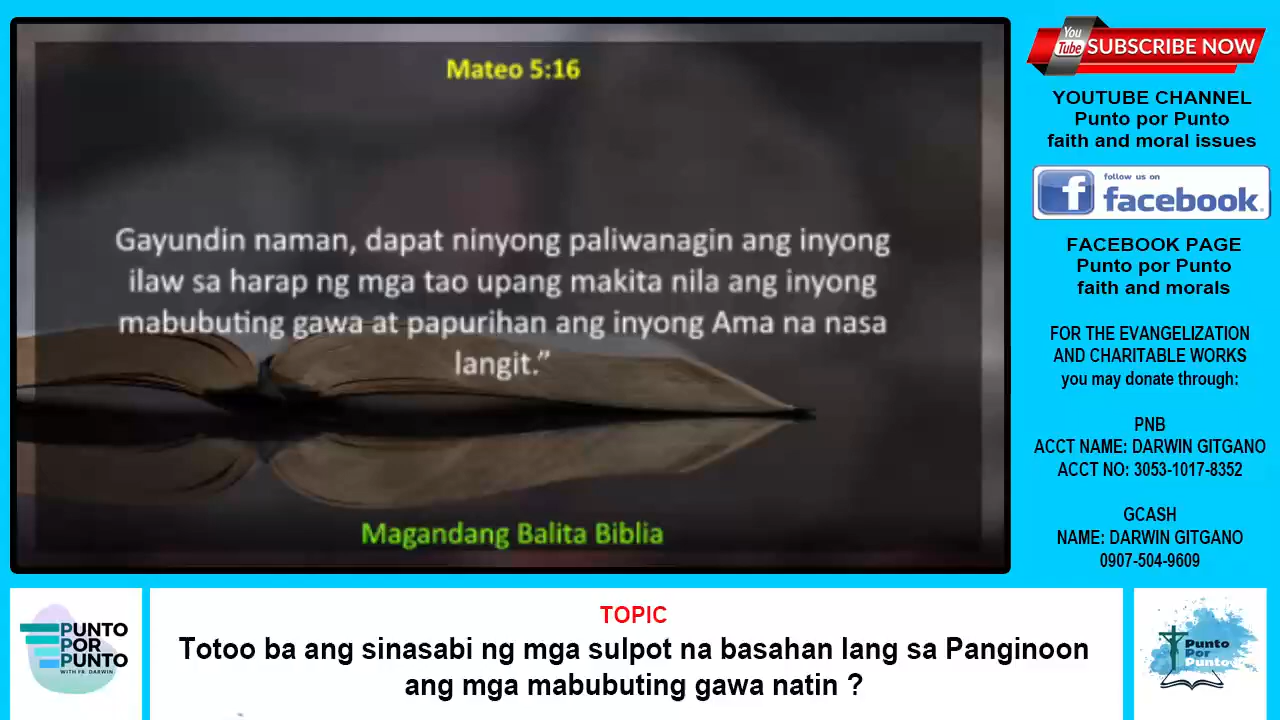 Mateo 5:16
Gayundin naman, dapat ninyong paliwanagin ang inyong
ilaw sa harap ng mga tao upang makita nila ang inyong
mabubuting gawa at papurihan ang inyong Ama na nasa
langit.”
Magandang Balita Biblia
You
Tube SUBSCRIBE NOW
YOUTUBE CHANNEL
Punto por Punto
faith and moral issues
follow us on
facebook.
FACEBOOK PAGE
Punto por Punto
faith and morals
FOR THE EVANGELIZATION
AND CHARITABLE WORKS
you may donate through:
PNB
ACCT NAME: DARWIN GITGANO
ACCT NO: 3053-1017-8352
GCASH
NAME: DARWIN GITGANO
0907-504-9609
PUNTO
POR
PUNTO
WITH FR. DARWIN
TOPIC
Totoo ba ang sinasabi ng mga sulpot na basahan lang sa Panginoon
ang mga mabubuting gawa natin ?
Punto
Por
Punto